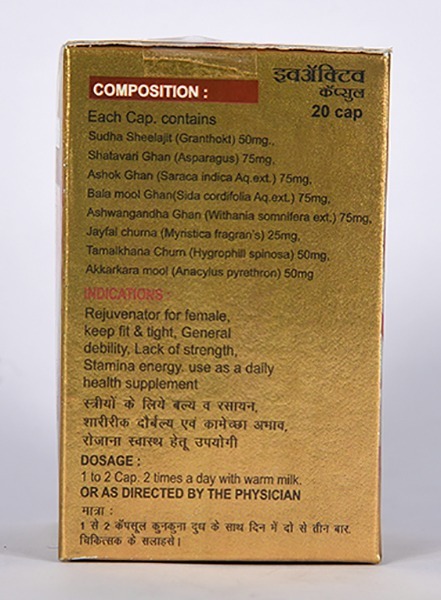 इवॲक्टिव
कॅप्सुल
20 cap
COMPOSITION :
Each Cap. contains
Sudha Sheelajit (Granthokt) 50mg.,
Shatavari Ghan (Asparagus) 75mg,
Ashok Ghan (Saraca indica Aq.ext.) 75mg,
Bala mool Ghan(Sida cordifolia Aq.ext.) 75mg,
Ashwangandha Ghan (Withania somnifera ext.) 75mg,
Jayfal churna (Myristica fragran's) 25mg,
Tamalkhana Churn (Hygrophill spinosa) 50mg,
Akkarkara mool (Anacylus pyrethron) 50mg
INDICATIONS :
Rejuvenator for female,
keep fit & tight, General
debility, Lack of strength,
Stamina energy. use as a daily
health supplement
स्त्रीयों के लिये बल्य व रसायन,
शारीरीक दौर्बल्य एवं कामेच्छा अभाव,
रोजाना स्वास्थ हेतू उपयोगी
DOSAGE :
1 to 2 Cap. 2 times a day with warm milk.
OR AS DIRECTED BY THE PHYSICIAN
मात्रा :
1 से 2 कॅपसूल कुनकुना दुध के साथ दिन में दो से तीन बार.
चिकित्सक के सलाहसे।